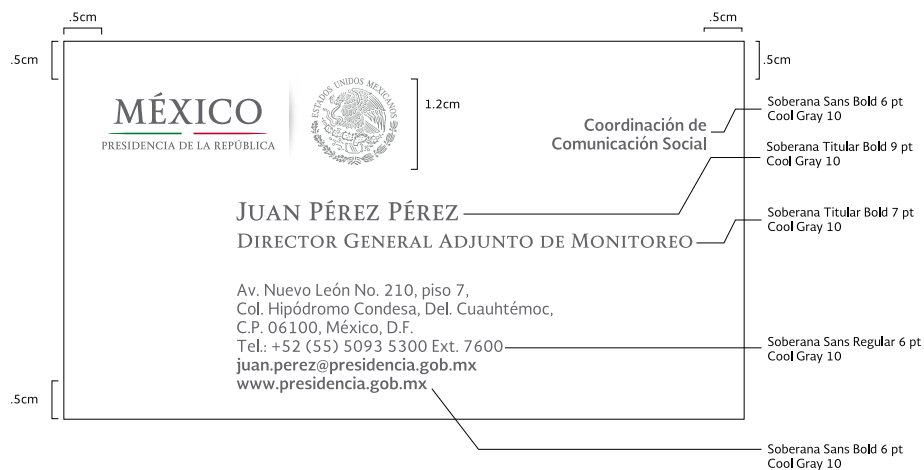 .5cm
.5cm
.5cm
.5cm
MÉXICO
PRESIDENCIA DE LA REPÚBLICA
ESTADOS UNIDOS MEXICANOS
1.2cm
Coordinación de
Comunicación Social
Soberana Sans Bold 6 pt
Cool Gray 10
Soberana Titular Bold 9 pt
Cool Gray 10
JUAN PÉREZ PÉREZ
DIRECTOR GENERAL ADJUNTO DE MONITOREO
Soberana Titular Bold 7 pt
Cool Gray 10
Av. Nuevo León No. 210, piso 7,
Col. Hipódromo Condesa, Del. Cuauhtémoc,
C.P. 06100, México, D.F.
Tel.: +52 (55) 5093 5300 Ext. 7600
juan.perez@presidencia.gob.mx
www.presidencia.gob.mx
Soberana Sans Regular 6 pt
Cool Gray 10
.5cm
Soberana Sans Bold 6 pt
Cool Gray 10